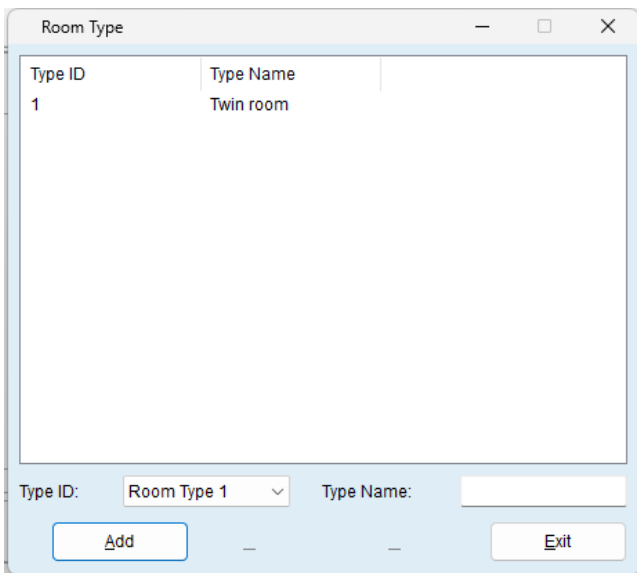 Room Type
Type ID Type Name
1 Twin room
Type ID: Room Type 1 Type Name:
Add Exit